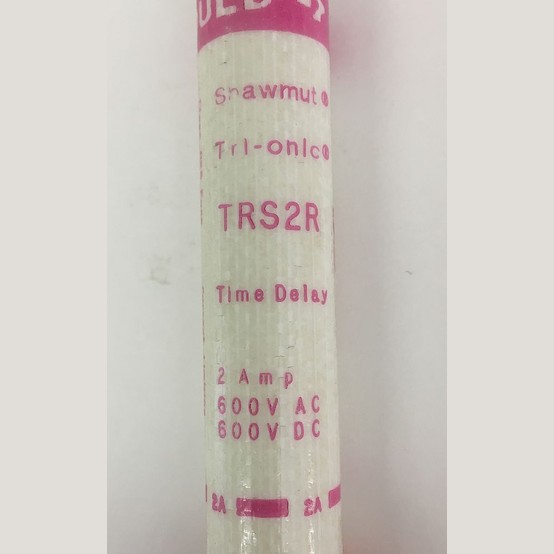 Shawmut®
Tri-onic®
TRS2R
Time Delay
2 Amp
600V AC
600V DC
2A 2A